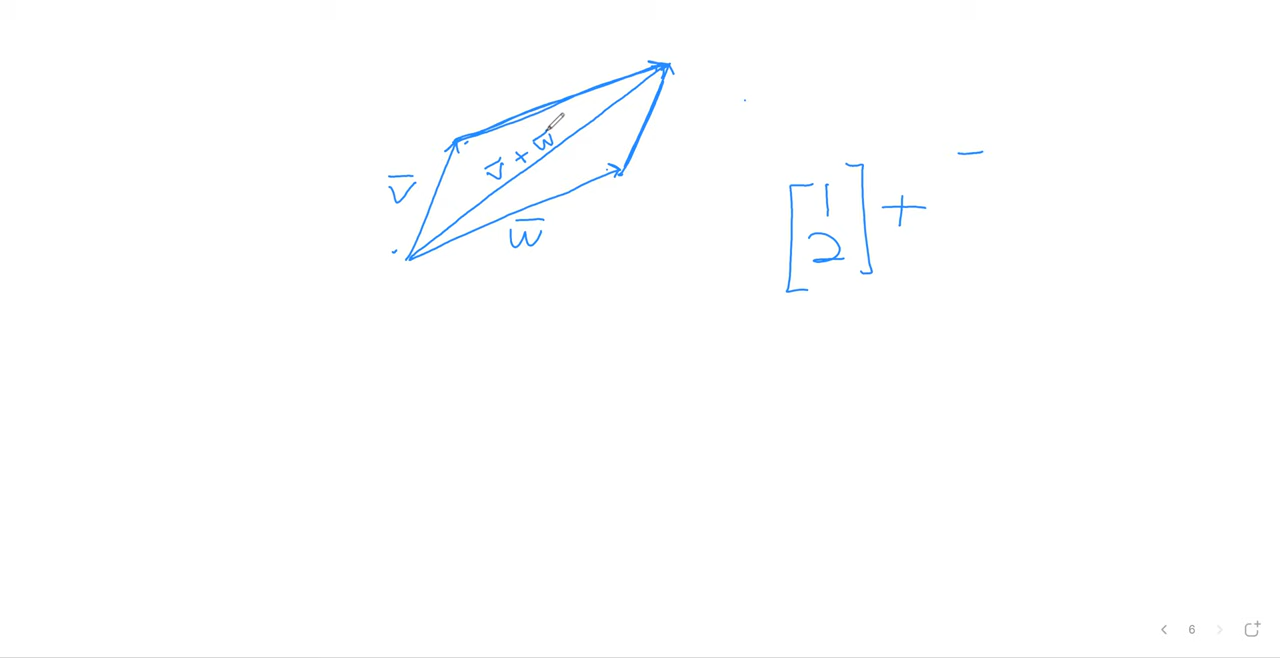 v̅
v̅ + w̅
w̅
[1
2] +
6